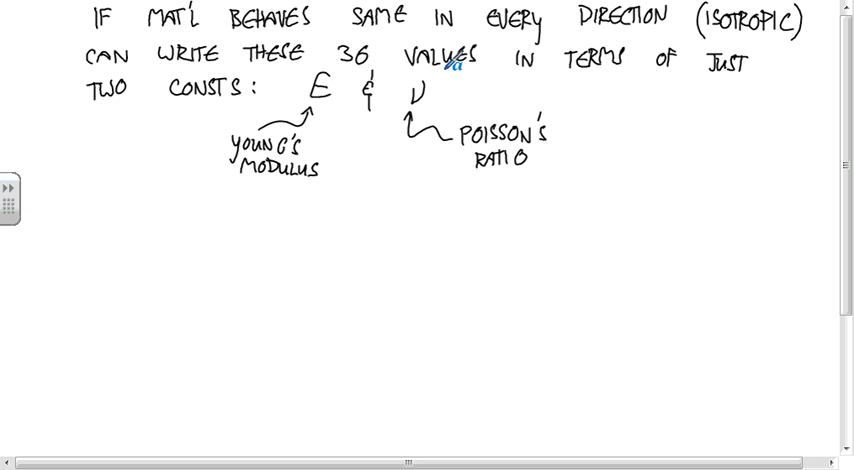 IF MAT'L BEHAVES SAME IN EVERY DIRECTION (ISOTROPIC)
CAN WRITE THESE 36 VALUES IN TERMS OF JUST
TWO CONSTS: E & ν
YOUNG'S
MODULUS
POISSON'S
RATIO